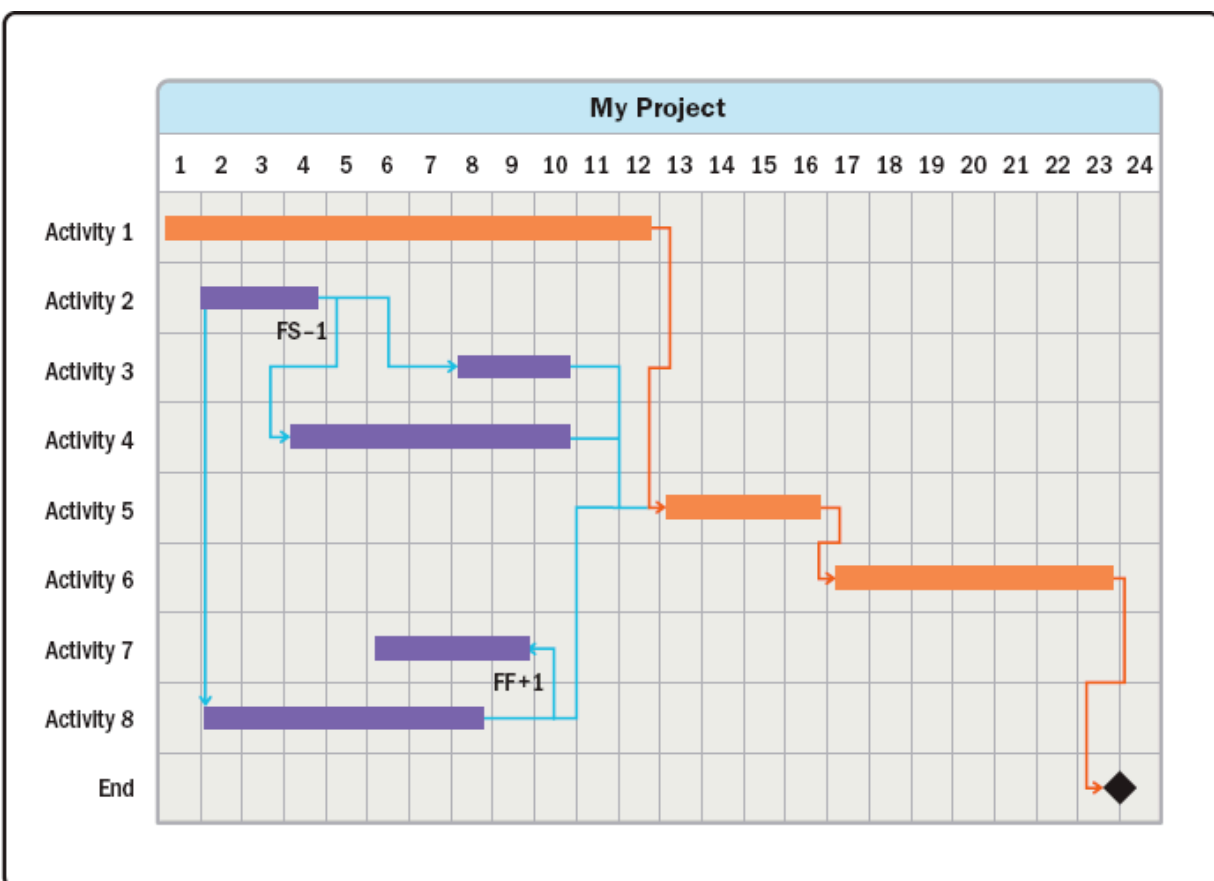 My Project
1 2 3 4 5 6 7 8 9 10 11 12 13 14 15 16 17 18 19 20 21 22 23 24
Activity 1
Activity 2
FS–1
Activity 3
Activity 4
Activity 5
Activity 6
Activity 7
FF+1
Activity 8
End